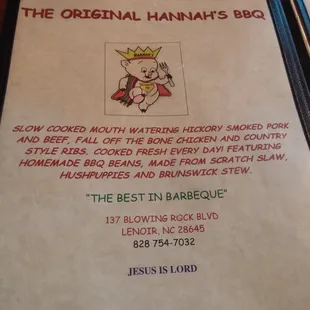 THE ORIGINAL HANNAH'S BBQ
HANNAH'S
SLOW COOKED MOUTH WATERING HICKORY SMOKED PORK
AND BEEF, FALL OFF THE BONE CHICKEN AND COUNTRY
STYLE RIBS. COOKED FRESH EVERY DAY! FEATURING
HOMEMADE BBQ BEANS, MADE FROM SCRATCH SLAW,
HUSHPUPPIES AND BRUNSWICK STEW.
"THE BEST IN BARBEQUE"
137 BLOWING ROCK BLVD
LENOIR, NC 28645
828 754-7032
JESUS IS LORD